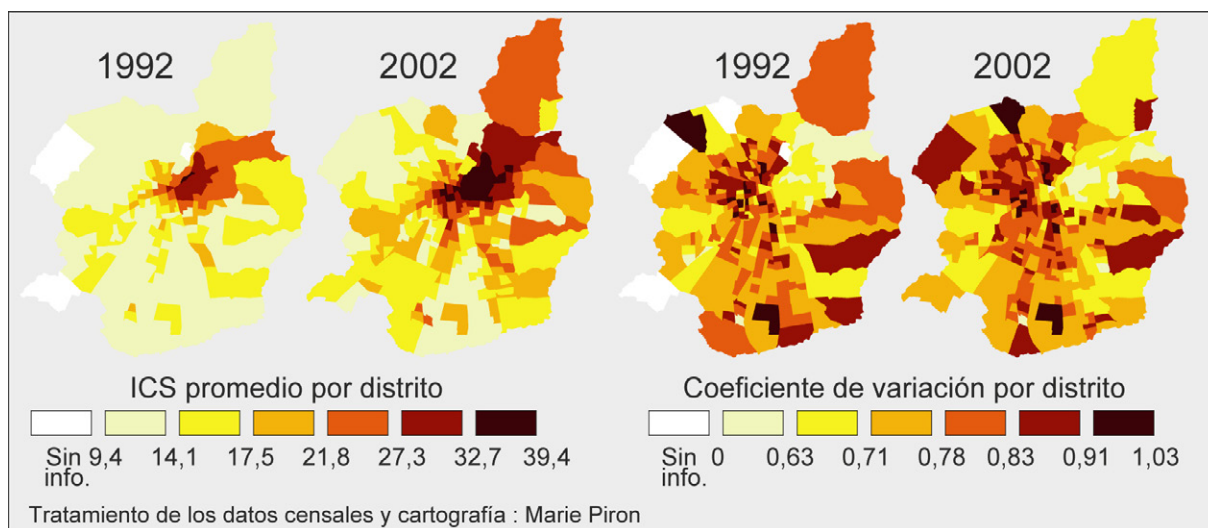 1992
2002
1992
2002
ICS promedio por distrito
Sin info. 9,4 14,1 17,5 21,8 27,3 32,7 39,4
Coeficiente de variación por distrito
Sin info. 0 0,63 0,71 0,78 0,83 0,91 1,03
Tratamiento de los datos censales y cartografía : Marie Piron